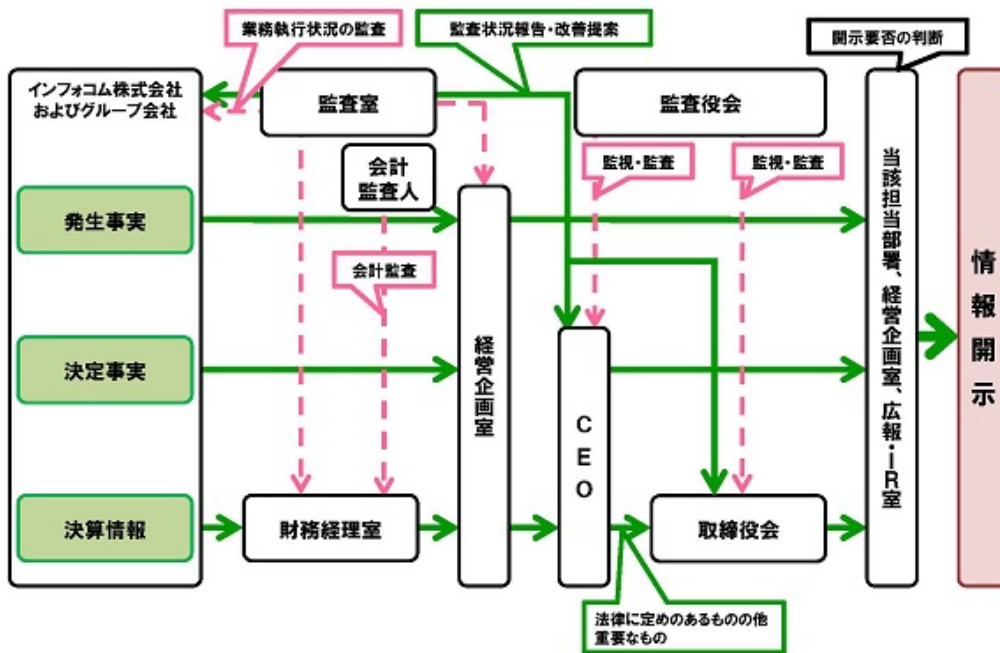 業務執行状況の監査
監査状況報告・改善提案
開示要否の判断
インフォコム株式会社
およびグループ会社
監査室
監査役会
会計
監査人
監視・監査
監視・監査
発生事実
会計監査
決定事実
経営企画室
CEO
決算情報
財務経理室
取締役会
当該担当部署、経営企画室、広報・IR室
情報開示
法律に定めのあるものの他
重要なもの